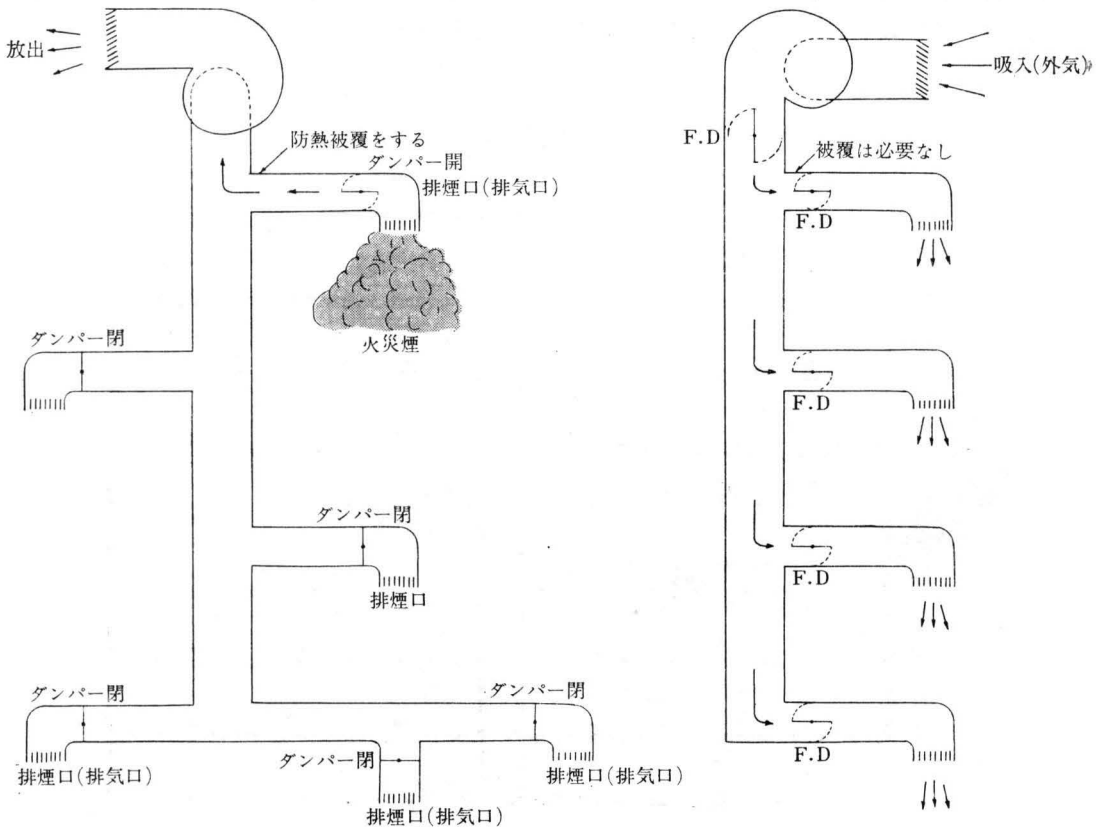 放出
防熱被覆をする
ダンパー開
排煙口(排気口)
火災煙
ダンパー閉
ダンパー閉
排煙口
ダンパー閉
排煙口(排気口)
ダンパー閉
排煙口(排気口)
ダンパー閉
排煙口(排気口)
吸入(外気)
F.D
被覆は必要なし
F.D
F.D
F.D
F.D